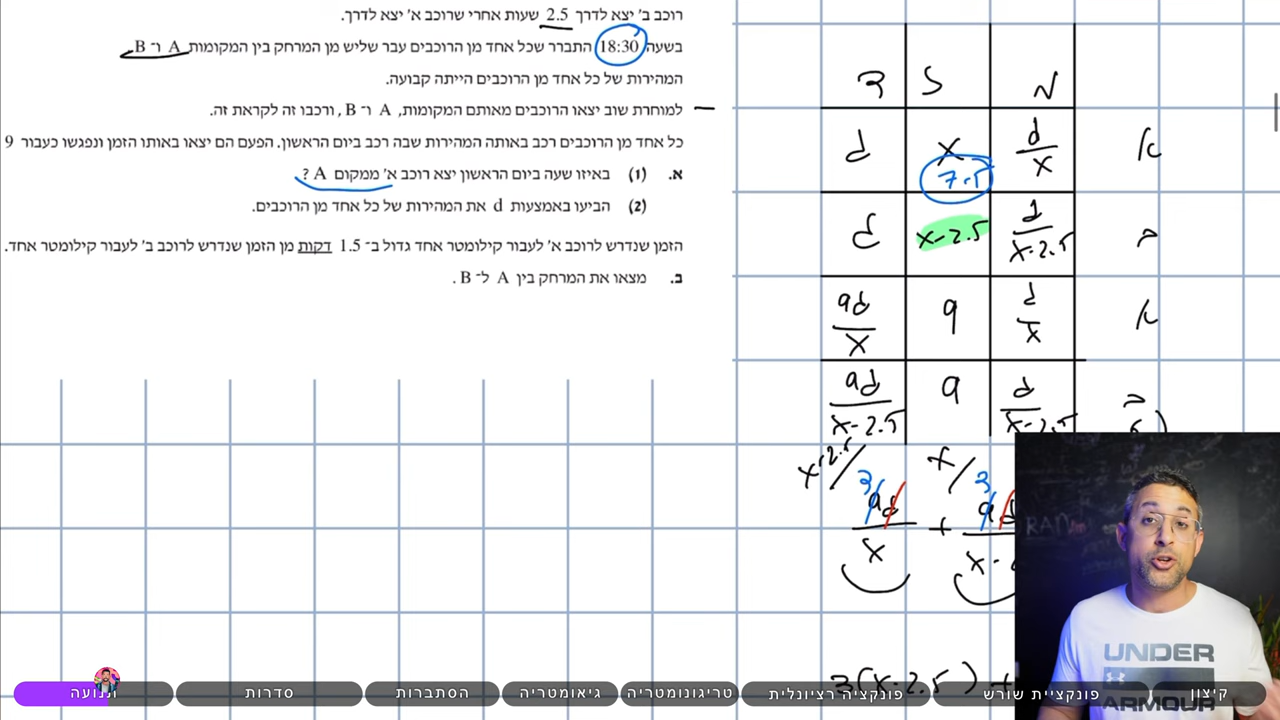 רוכב ב' יצא לדרך 2.5 שעות אחרי שרוכב א' יצא לדרך.
בשעה 18:30 התברר שכל אחד מן הרוכבים עבר שליש מן המרחק בין המקומות A ו־B.
המהירות של כל אחד מן הרוכבים הייתה קבועה.
למוחרת שוב יצאו הרוכבים מאותם המקומות, A ו־B, ורכבו זה לקראת זה.
כל אחד מן הרוכבים רכב באותה המהירות שבה רכב ביום הראשון. הפעם הם יצאו באותו הזמן ונפגשו כעבור 9
א. (1) באיזו שעה ביום הראשון יצא רוכב א' ממקום A?
(2) הביעו באמצעות d את המהירות של כל אחד מן הרוכבים.
הזמן שנדרש לרוכב א' לעבור קילומטר אחד גדול ב־1.5 דקות מן הזמן שנדרש לרוכב ב' לעבור קילומטר אחד.
ב. מצאו את המרחק בין A ל־B.
d x d/x א
7.5
d x-2.5 d/x-2.5 ב
9d/x 9 d/x א
9d/x-2.5 9 d/x-2.5 ב
x-2.5/ x/
3 3
9d/x +
3(x-2.5) +
UNDER
ARMOUR
תנועה
סדרות
הסתברות
גיאומטריה
טריגונומטריה
פונקציה רציונלית
פונקציית שורש
קיצון